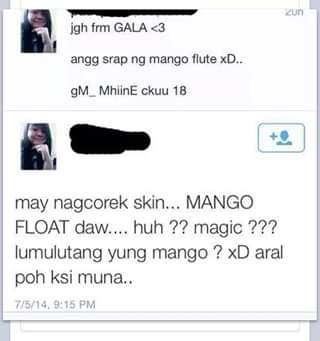 20h
jgh frm GALA <3
angg srap ng mango flute xD..
gM_ MhiinE ckuu 18
may nagcorek skin... MANGO
FLOAT daw.... huh ?? magic ???
lumulutang yung mango ? xD aral
poh ksi muna..
7/5/14, 9:15 PM